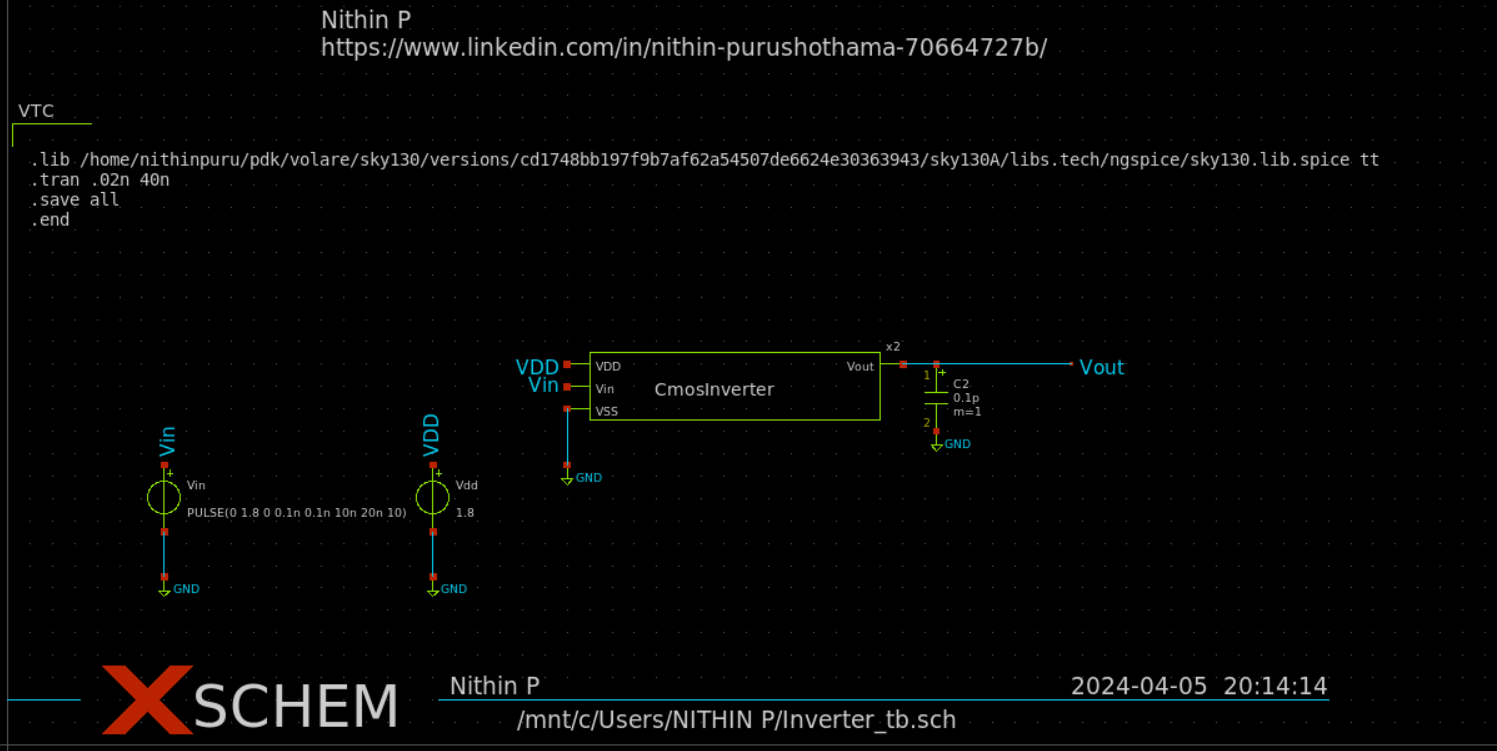 Nithin P
https://www.linkedin.com/in/nithin-purushothama-70664727b/
VTC
.lib /home/nithinpuru/pdk/volare/sky130/versions/cd1748bb197f9b7af62a54507de6624e30363943/sky130A/libs.tech/ngspice/sky130.lib.spice tt
.tran .02n 40n
.save all
.end
x2
VDD
VDD
Vout
Vout
Vin
Vin
CmosInverter
VSS
GND
1
+
C2
0.1p
m=1
2
GND
Vin
+
Vin
PULSE(0 1.8 0 0.1n 0.1n 10n 20n 10)
GND
VDD
+
Vdd
1.8
GND
XSCHEM
Nithin P
2024-04-05 20:14:14
/mnt/c/Users/NITHIN P/Inverter_tb.sch